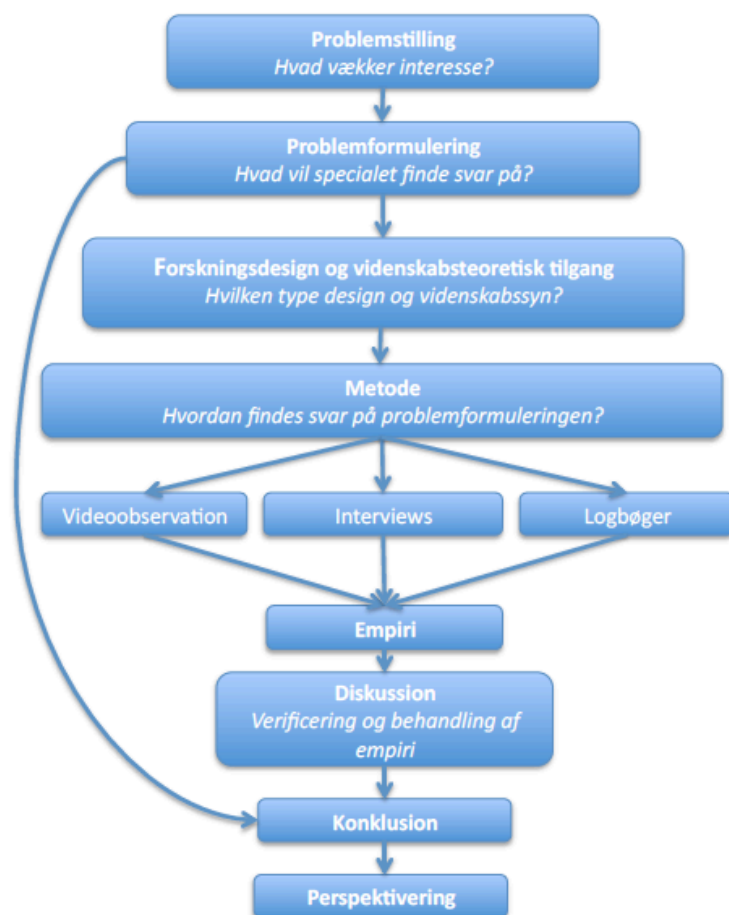 Problemstilling
Hvad vækker interesse?
Problemformulering
Hvad vil specialet finde svar på?
Forskningsdesign og videnskabsteoretisk tilgang
Hvilken type design og videnskabssyn?
Metode
Hvordan findes svar på problemformuleringen?
Videoobservation
Interviews
Logbøger
Empiri
Diskussion
Verificering og behandling af
empiri
Konklusion
Perspektivering